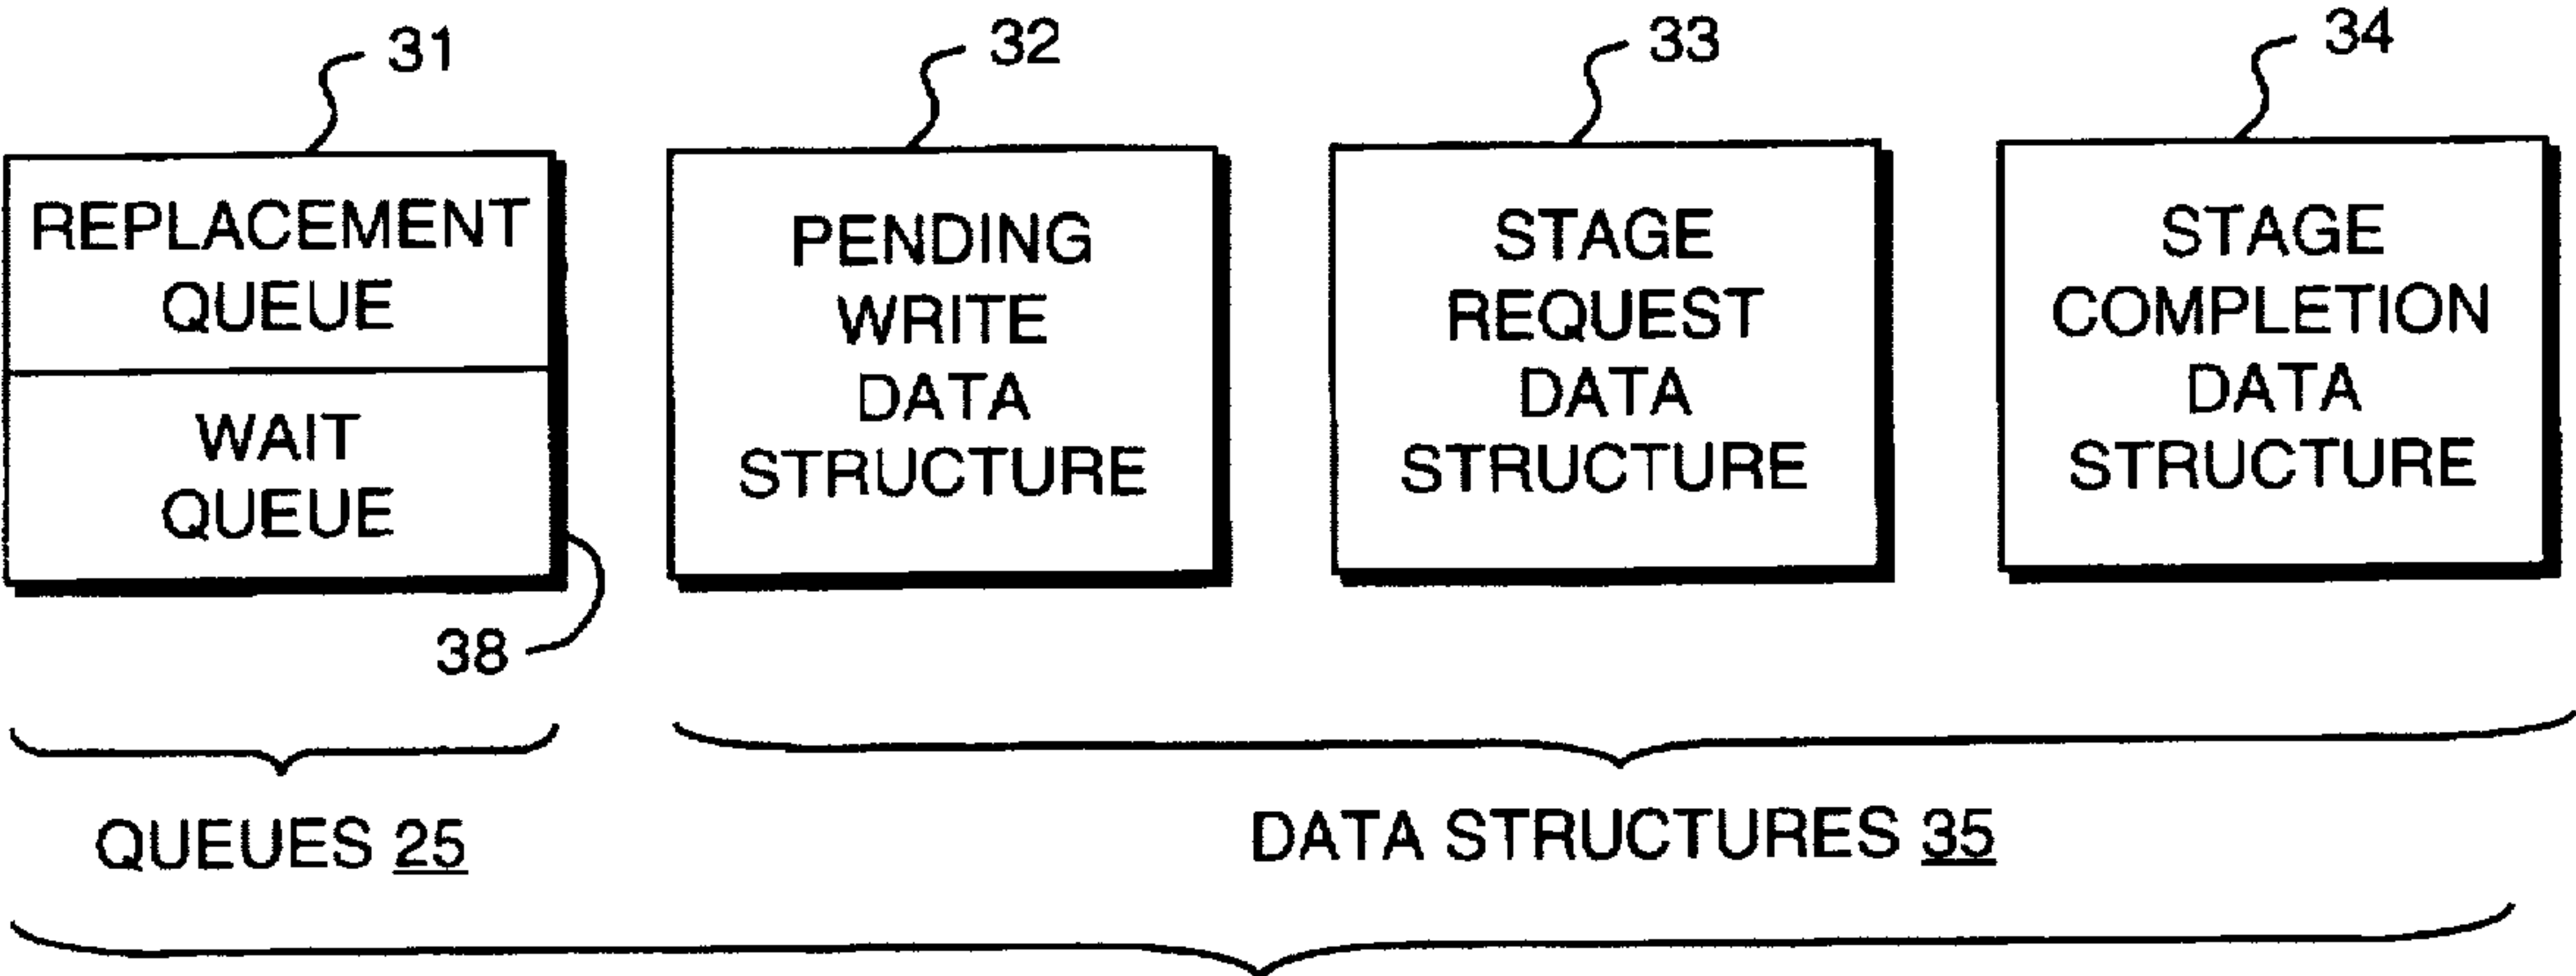 31
32
33
34
REPLACEMENT
QUEUE
WAIT
QUEUE
38
PENDING
WRITE
DATA
STRUCTURE
STAGE
REQUEST
DATA
STRUCTURE
STAGE
COMPLETION
DATA
STRUCTURE
QUEUES 25
DATA STRUCTURES 35